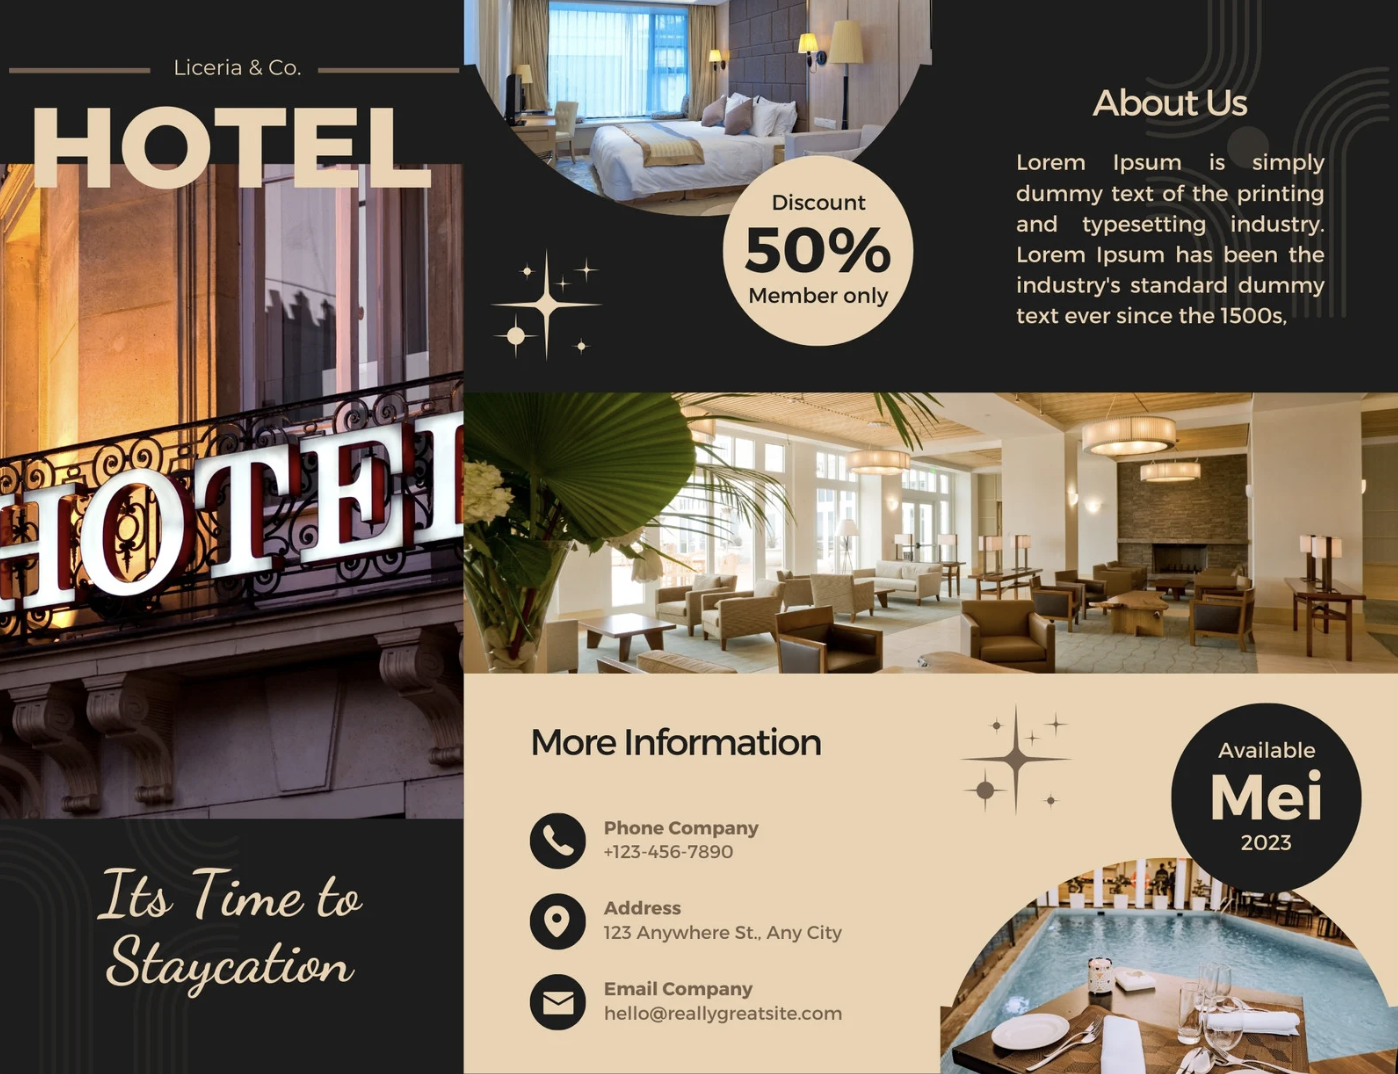 Liceria & Co.
HOTEL
HOTEL
Its Time to
Staycation
Discount
50%
Member only
About Us
Lorem Ipsum is simply
dummy text of the printing
and typesetting industry.
Lorem Ipsum has been the
industry's standard dummy
text ever since the 1500s,
More Information
Phone Company
+123-456-7890
Address
123 Anywhere St., Any City
Email Company
hello@reallygreatsite.com
Available
Mei
2023